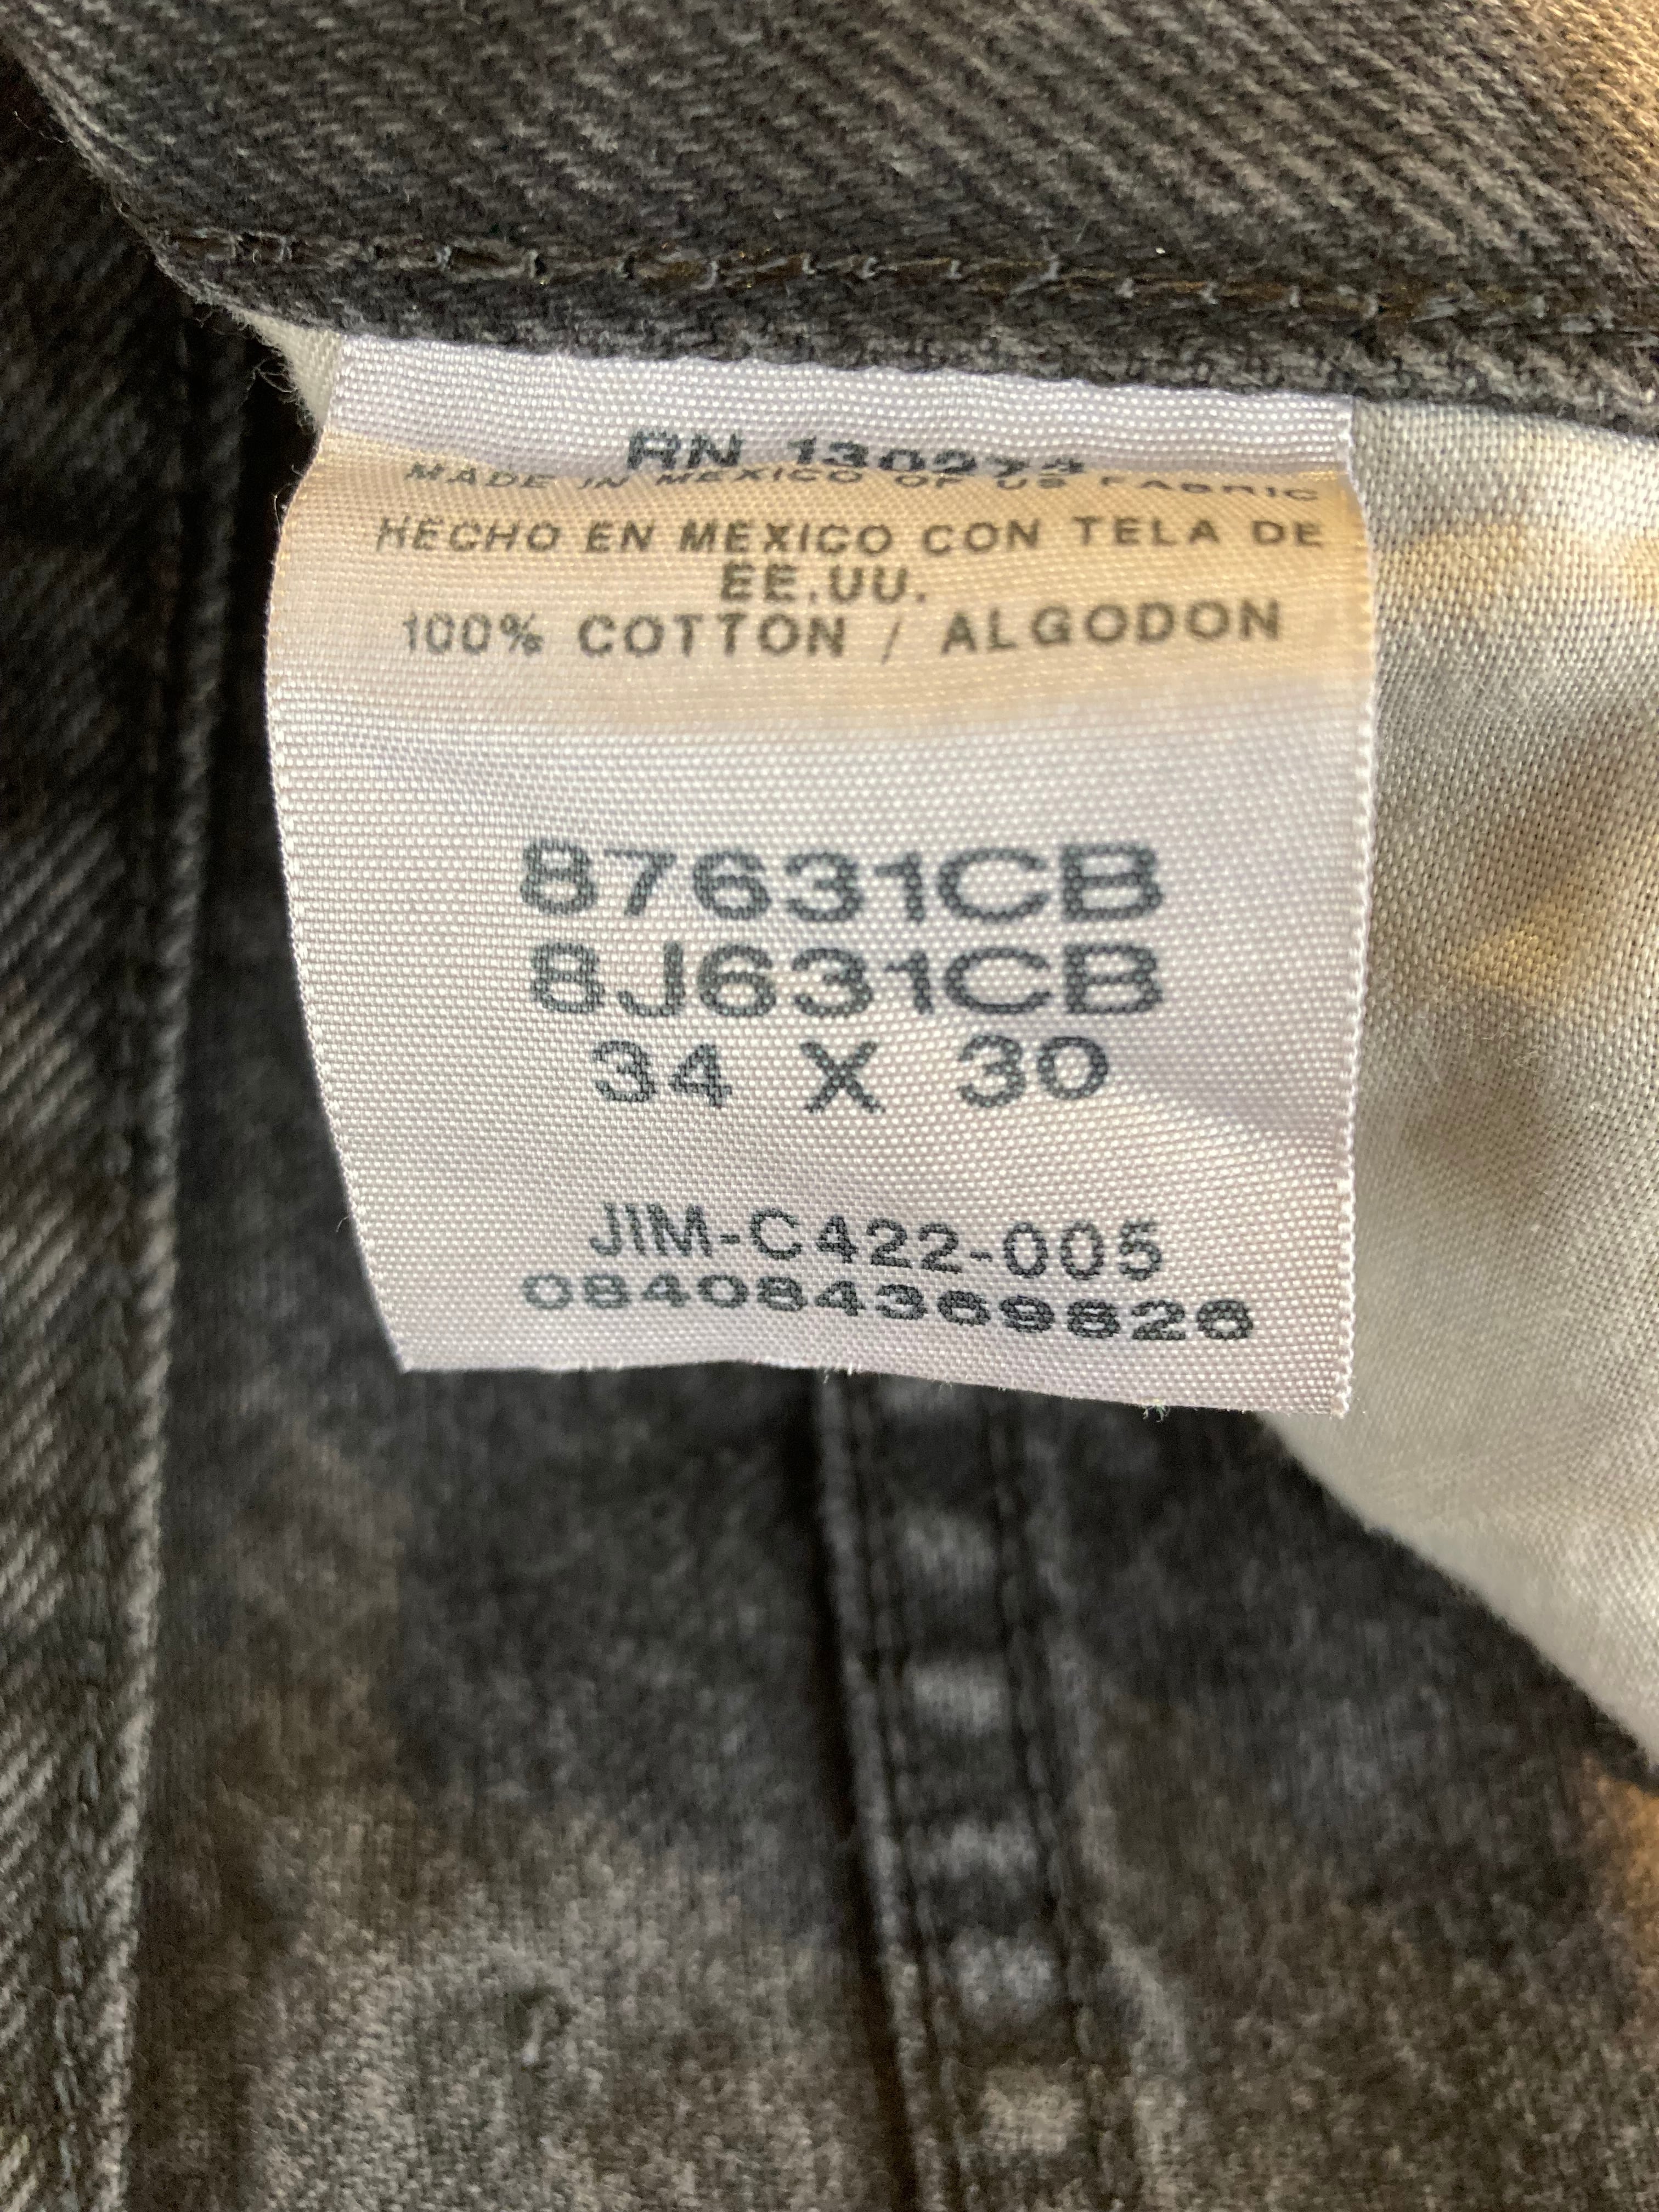 RN 130273
MADE IN MEXICO OF US FABRIC
HECHO EN MEXICO CON TELA DE
EE.UU.
100% COTTON / ALGODON
87631CB
8J631CB
34 X 30
JIM-C422-005
084084369826